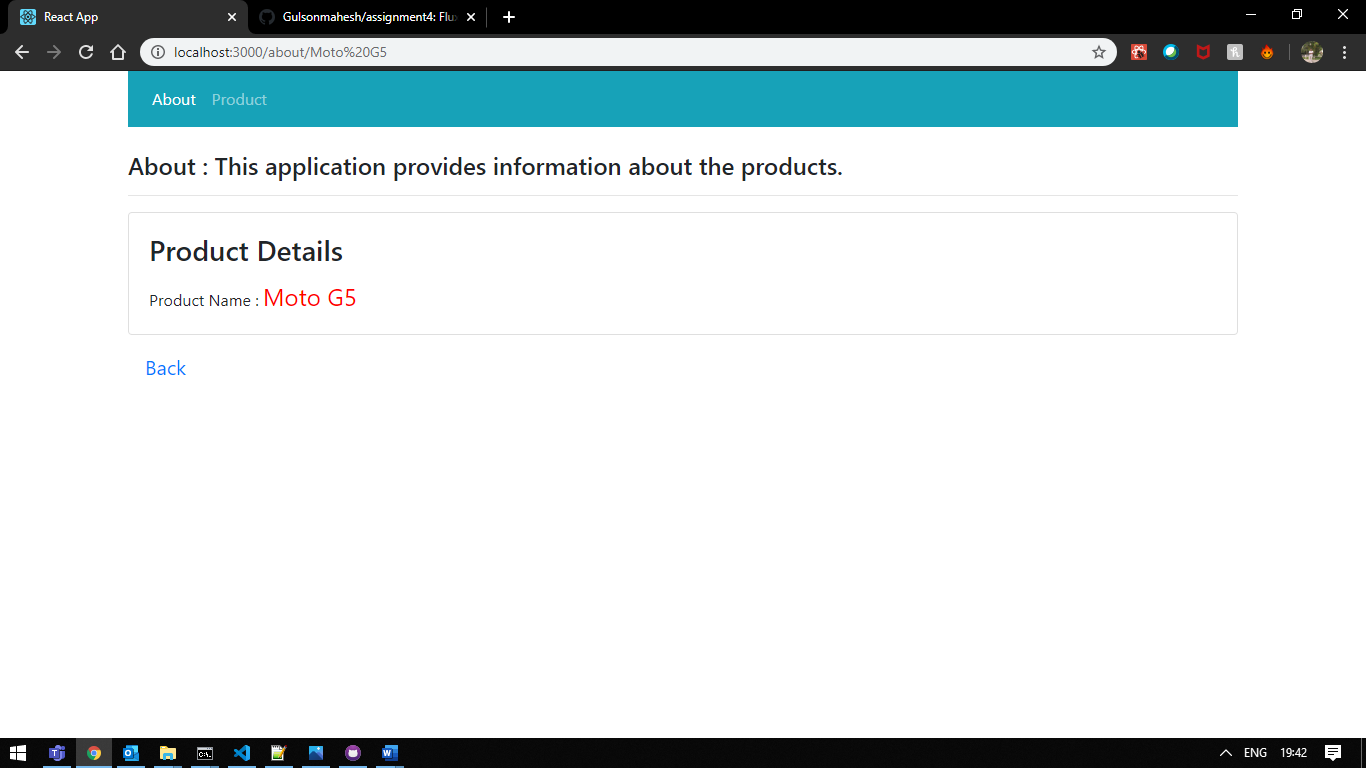 React App
Gulsonmahesh/assignment4: Flu
localhost:3000/about/Moto%20G5
About Product
About : This application provides information about the products.
Product Details
Product Name : Moto G5
Back
ENG 19:42